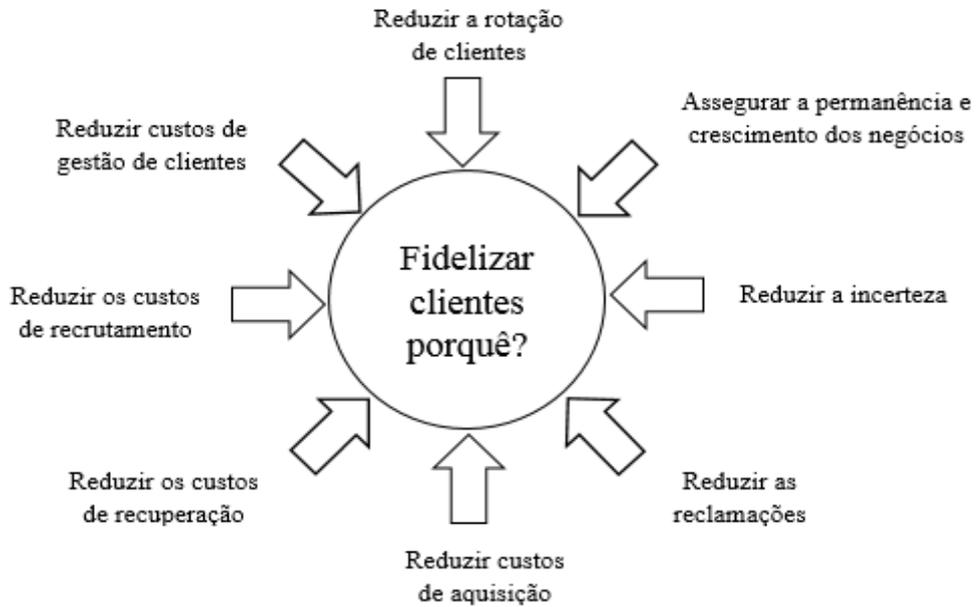 Reduzir a rotação
de clientes
Assegurar a permanência e
crescimento dos negócios
Reduzir custos de
gestão de clientes
Fidelizar
clientes
porquê?
Reduzir os custos
de recrutamento
Reduzir a incerteza
Reduzir os custos
de recuperação
Reduzir as
reclamações
Reduzir custos
de aquisição